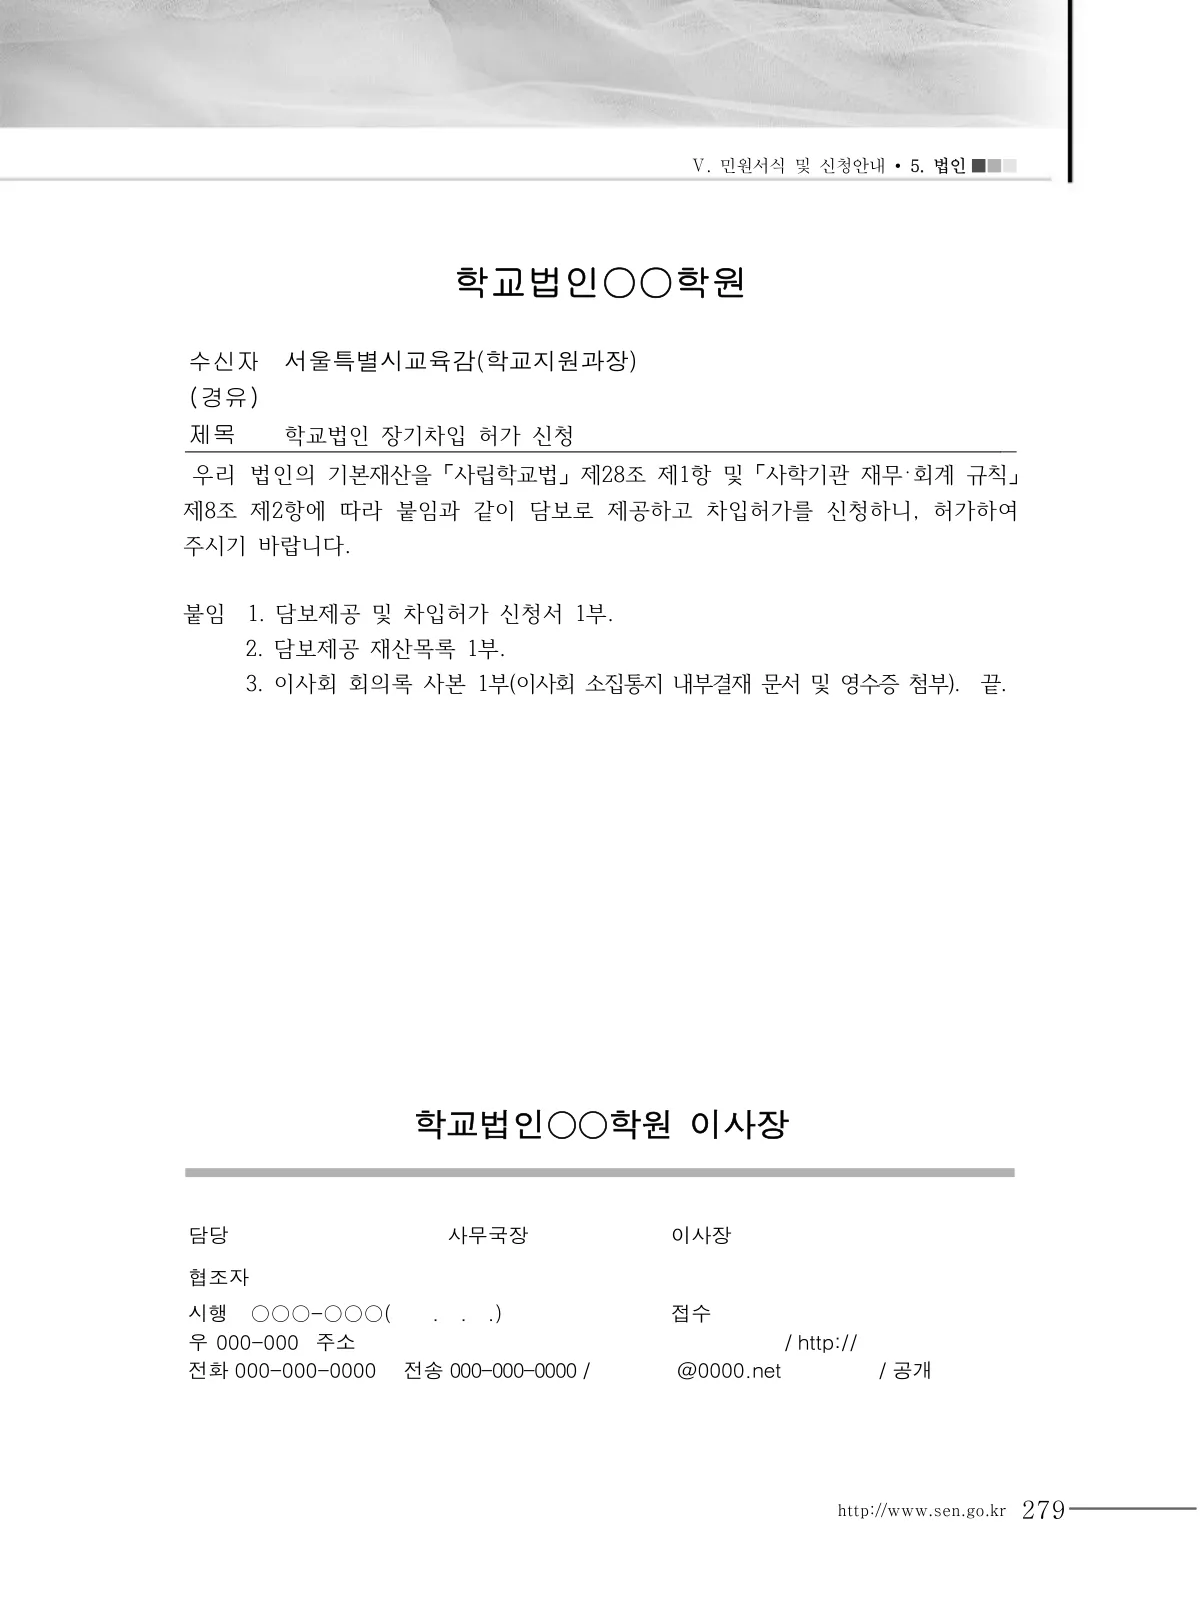 Ⅴ. 민원서식 및 신청안내 • 5. 법인
학교법인○○학원
수신자 서울특별시교육감(학교지원과장)
(경유)
제목 학교법인 장기차입 허가 신청
우리 법인의 기본재산을 「사립학교법」 제28조 제1항 및 「사학기관 재무·회계 규칙」
제8조 제2항에 따라 붙임과 같이 담보로 제공하고 차입허가를 신청하니, 허가하여
주시기 바랍니다.
붙임 1. 담보제공 및 차입허가 신청서 1부.
2. 담보제공 재산목록 1부.
3. 이사회 회의록 사본 1부(이사회 소집통지 내부결재 문서 및 영수증 첨부). 끝.
학교법인○○학원 이사장
담당 사무국장 이사장
협조자
시행 ○○○-○○○( . . .) 접수
우 000-000 주소 / http://
전화 000-000-0000 전송 000-000-0000 / @0000.net / 공개
http://www.sen.go.kr 279